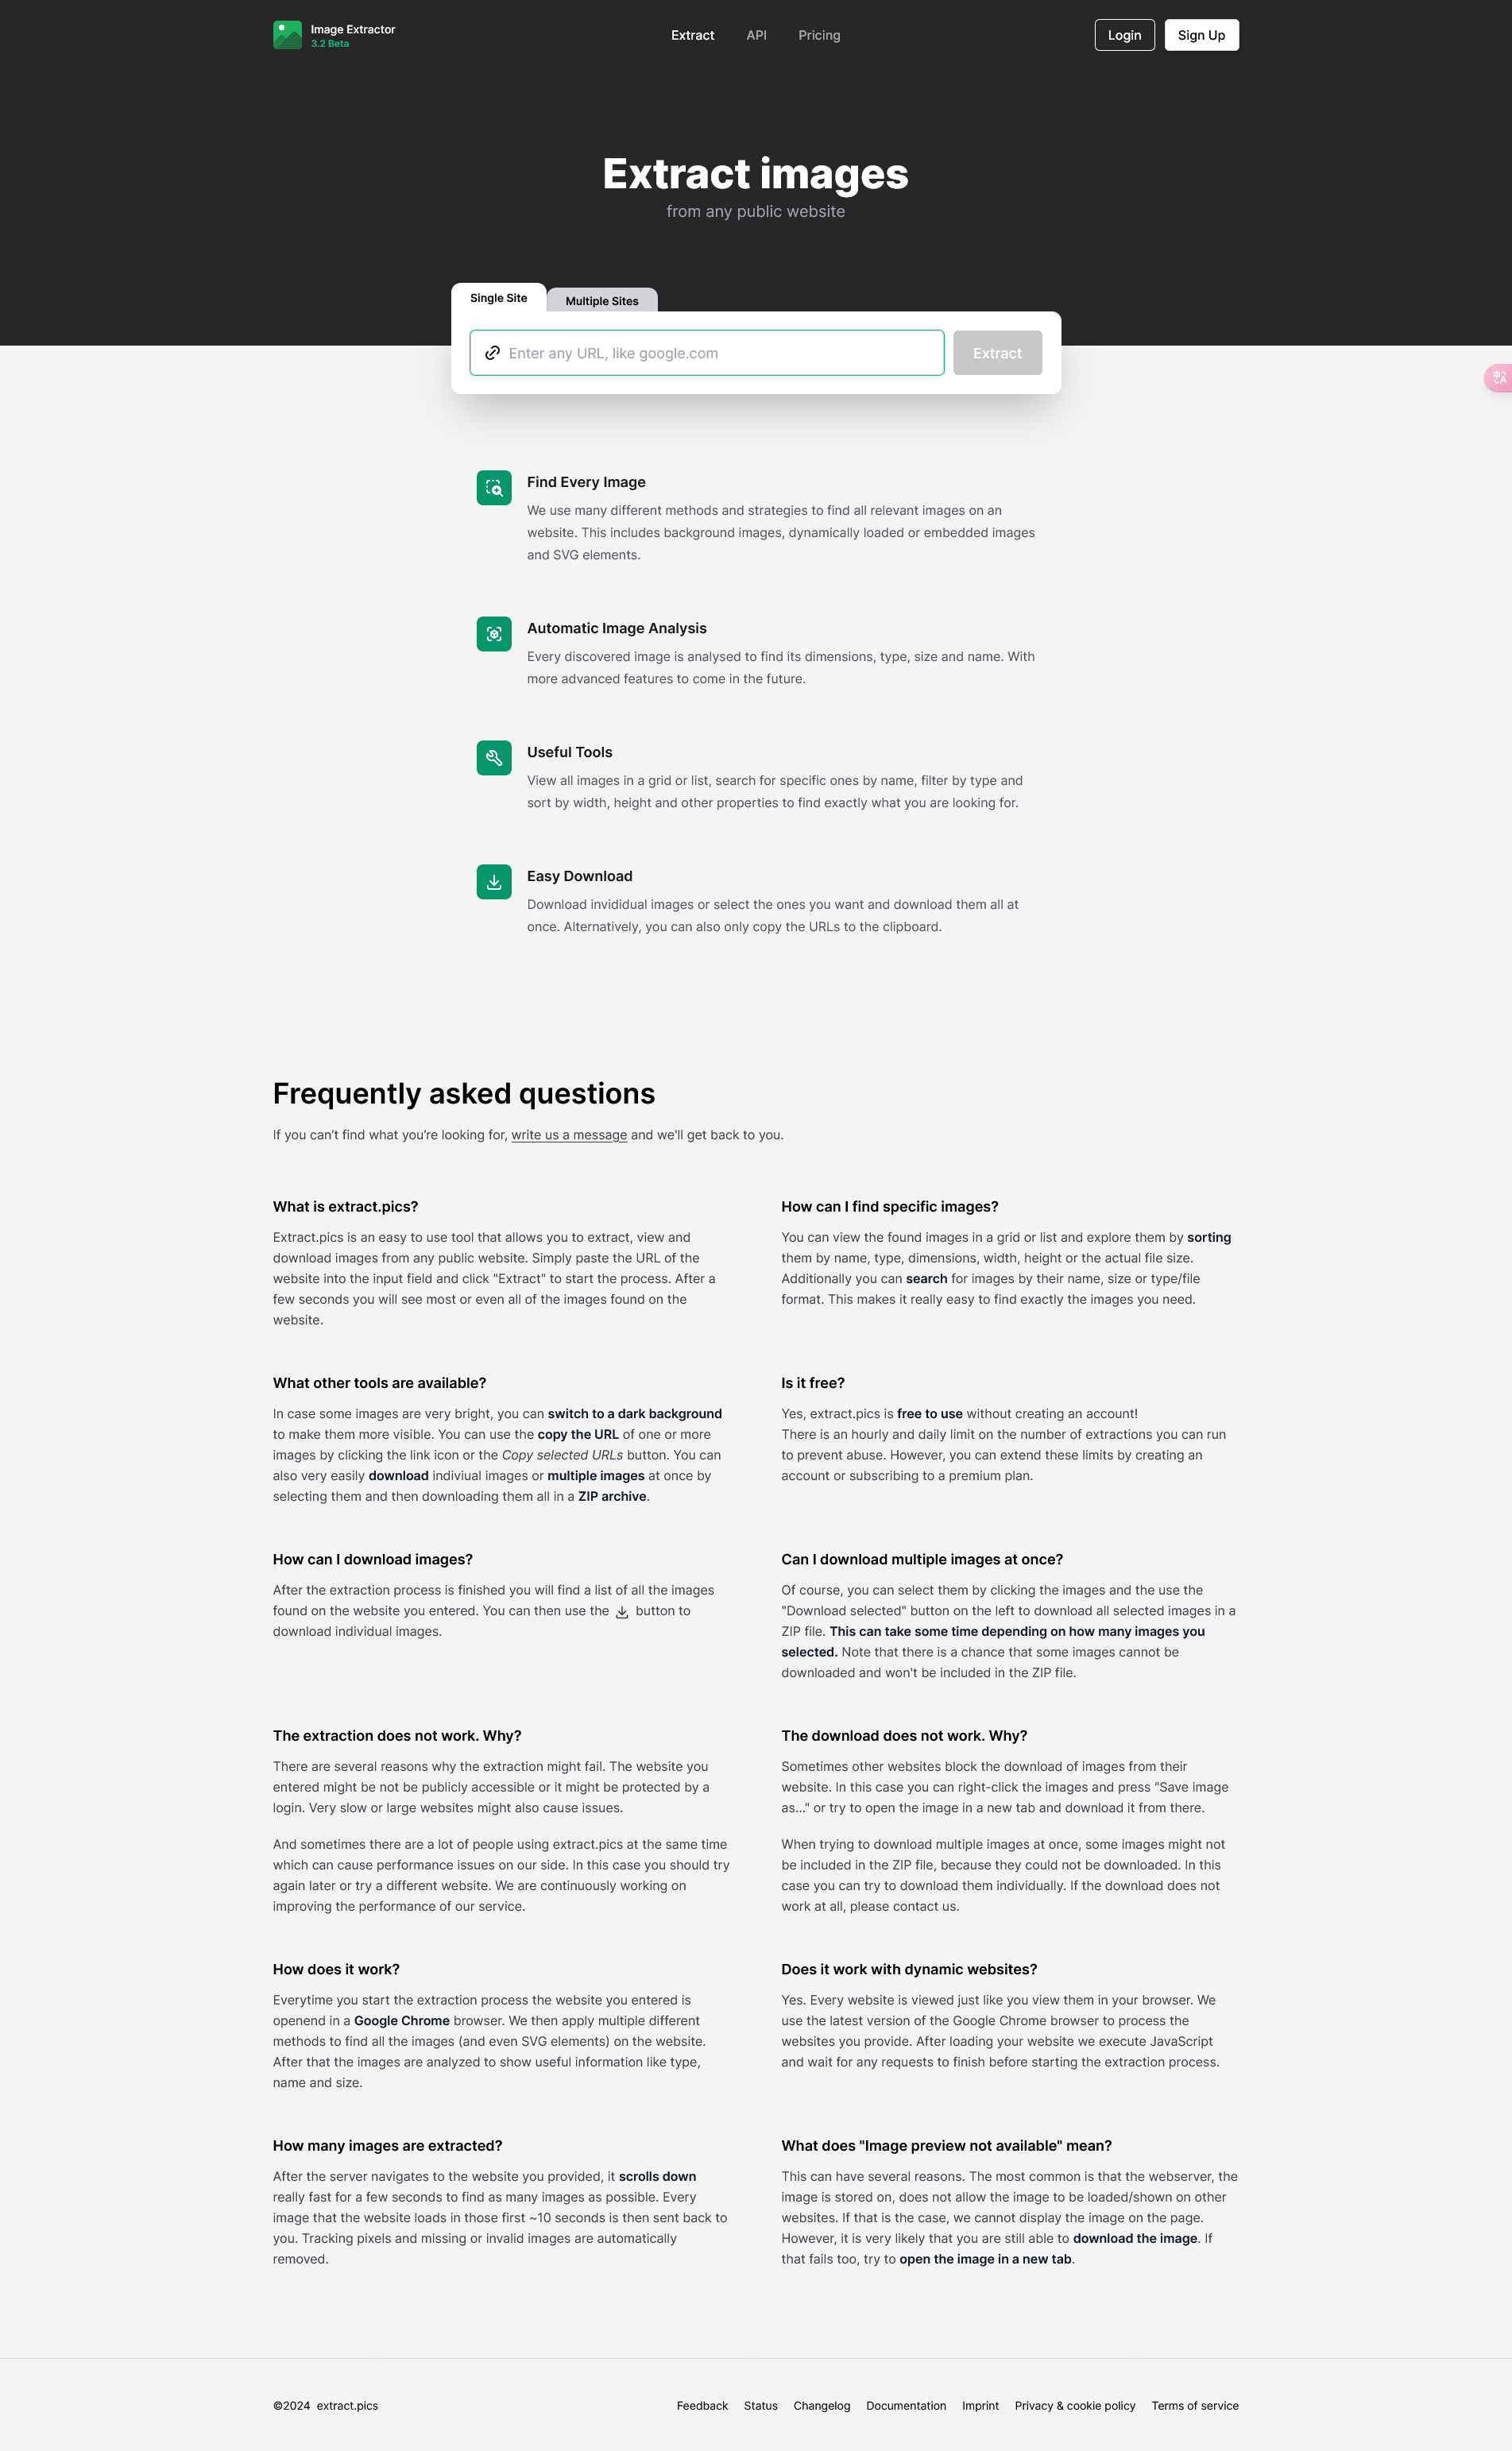 Image Extractor
3.2 Beta
Extract
API
Pricing
Login
Sign Up
Extract images
from any public website
Single Site
Multiple Sites
Enter any URL, like google.com
Extract
Find Every Image
We use many different methods and strategies to find all relevant images on an
website. This includes background images, dynamically loaded or embedded images
and SVG elements.
Automatic Image Analysis
Every discovered image is analysed to find its dimensions, type, size and name. With
more advanced features to come in the future.
Useful Tools
View all images in a grid or list, search for specific ones by name, filter by type and
sort by width, height and other properties to find exactly what you are looking for.
Easy Download
Download invididual images or select the ones you want and download them all at
once. Alternatively, you can also only copy the URLs to the clipboard.
Frequently asked questions
If you can’t find what you’re looking for, write us a message and we'll get back to you.
What is extract.pics?
Extract.pics is an easy to use tool that allows you to extract, view and
download images from any public website. Simply paste the URL of the
website into the input field and click "Extract" to start the process. After a
few seconds you will see most or even all of the images found on the
website.
How can I find specific images?
You can view the found images in a grid or list and explore them by sorting
them by name, type, dimensions, width, height or the actual file size.
Additionally you can search for images by their name, size or type/file
format. This makes it really easy to find exactly the images you need.
What other tools are available?
In case some images are very bright, you can switch to a dark background
to make them more visible. You can use the copy the URL of one or more
images by clicking the link icon or the Copy selected URLs button. You can
also very easily download indiviual images or multiple images at once by
selecting them and then downloading them all in a ZIP archive.
Is it free?
Yes, extract.pics is free to use without creating an account!
There is an hourly and daily limit on the number of extractions you can run
to prevent abuse. However, you can extend these limits by creating an
account or subscribing to a premium plan.
How can I download images?
After the extraction process is finished you will find a list of all the images
found on the website you entered. You can then use the button to
download individual images.
Can I download multiple images at once?
Of course, you can select them by clicking the images and the use the
"Download selected" button on the left to download all selected images in a
ZIP file. This can take some time depending on how many images you
selected. Note that there is a chance that some images cannot be
downloaded and won't be included in the ZIP file.
The extraction does not work. Why?
There are several reasons why the extraction might fail. The website you
entered might be not be publicly accessible or it might be protected by a
login. Very slow or large websites might also cause issues.
And sometimes there are a lot of people using extract.pics at the same time
which can cause performance issues on our side. In this case you should try
again later or try a different website. We are continuously working on
improving the performance of our service.
The download does not work. Why?
Sometimes other websites block the download of images from their
website. In this case you can right-click the images and press "Save image
as..." or try to open the image in a new tab and download it from there.
When trying to download multiple images at once, some images might not
be included in the ZIP file, because they could not be downloaded. In this
case you can try to download them individually. If the download does not
work at all, please contact us.
How does it work?
Everytime you start the extraction process the website you entered is
openend in a Google Chrome browser. We then apply multiple different
methods to find all the images (and even SVG elements) on the website.
After that the images are analyzed to show useful information like type,
name and size.
Does it work with dynamic websites?
Yes. Every website is viewed just like you view them in your browser. We
use the latest version of the Google Chrome browser to process the
websites you provide. After loading your website we execute JavaScript
and wait for any requests to finish before starting the extraction process.
How many images are extracted?
After the server navigates to the website you provided, it scrolls down
really fast for a few seconds to find as many images as possible. Every
image that the website loads in those first ~10 seconds is then sent back to
you. Tracking pixels and missing or invalid images are automatically
removed.
What does "Image preview not available" mean?
This can have several reasons. The most common is that the webserver, the
image is stored on, does not allow the image to be loaded/shown on other
websites. If that is the case, we cannot display the image on the page.
However, it is very likely that you are still able to download the image. If
that fails too, try to open the image in a new tab.
©2024 extract.pics
Feedback
Status
Changelog
Documentation
Imprint
Privacy & cookie policy
Terms of service